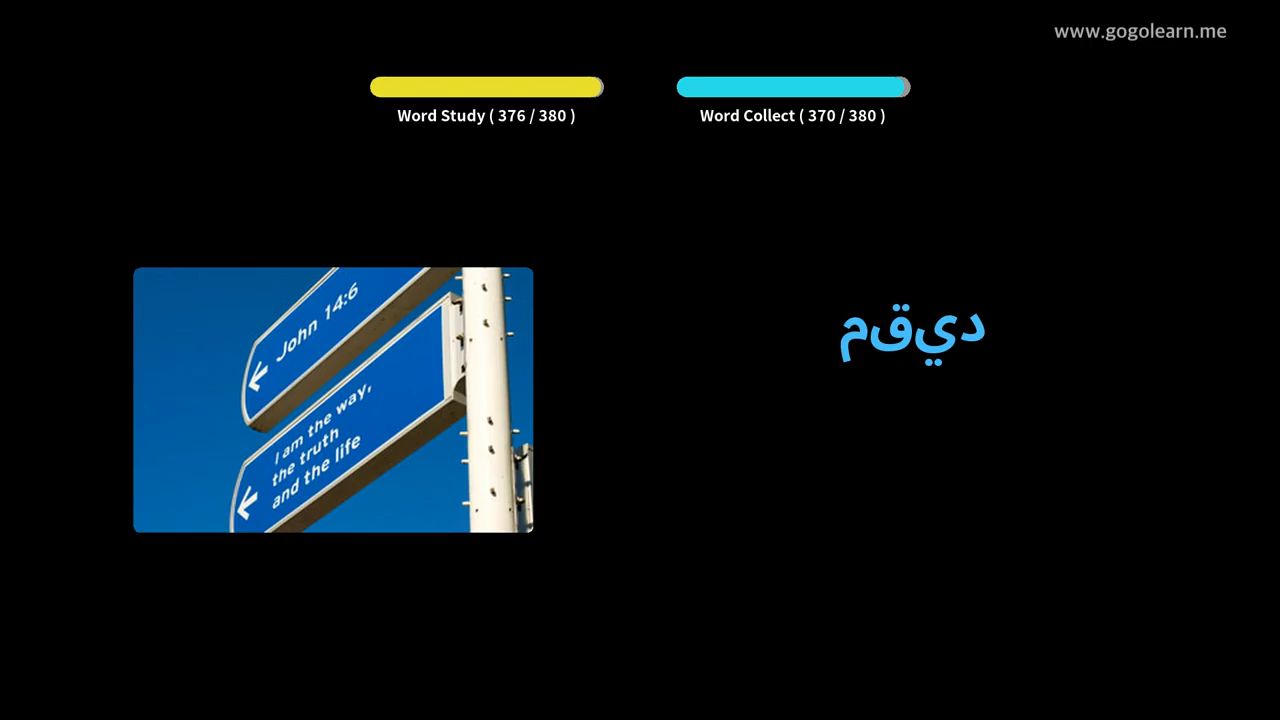 www.gogolearn.me
Word Study ( 376 / 380 )
Word Collect ( 370 / 380 )
John 14:6
I am the way,
the truth
and the life
ديقم